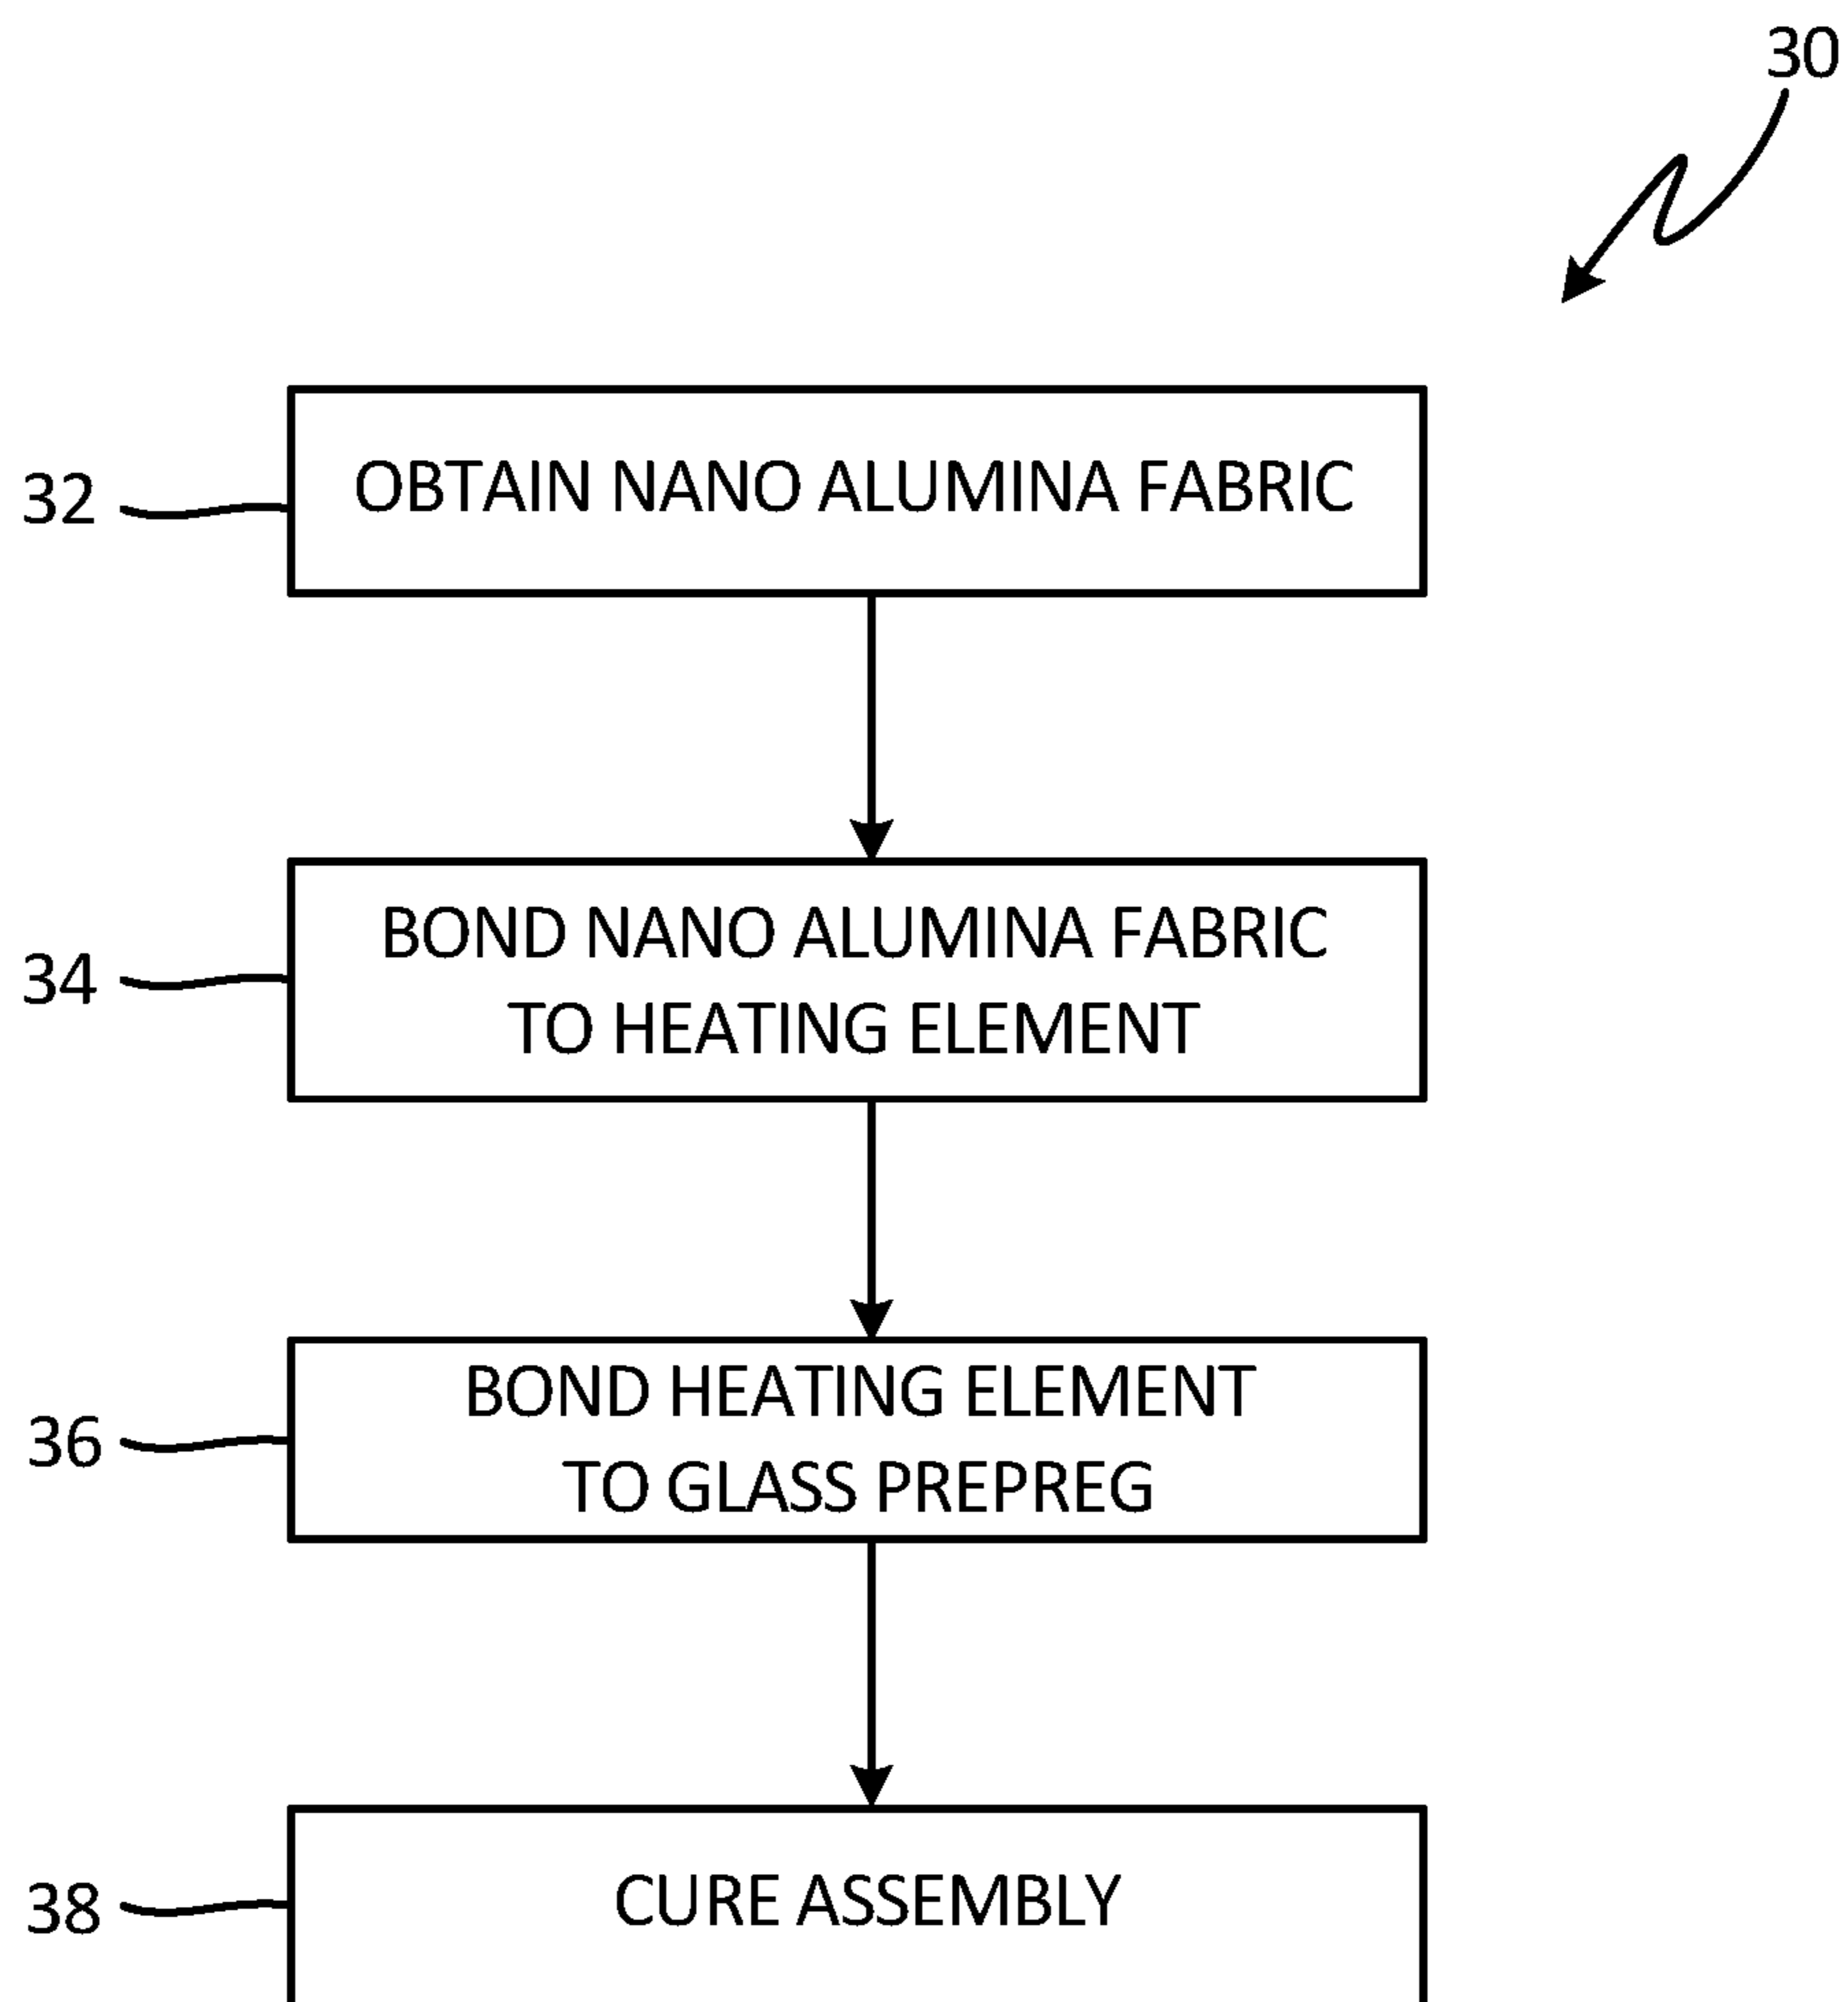 30
32
OBTAIN NANO ALUMINA FABRIC
34
BOND NANO ALUMINA FABRIC
TO HEATING ELEMENT
36
BOND HEATING ELEMENT
TO GLASS PREPREG
38
CURE ASSEMBLY